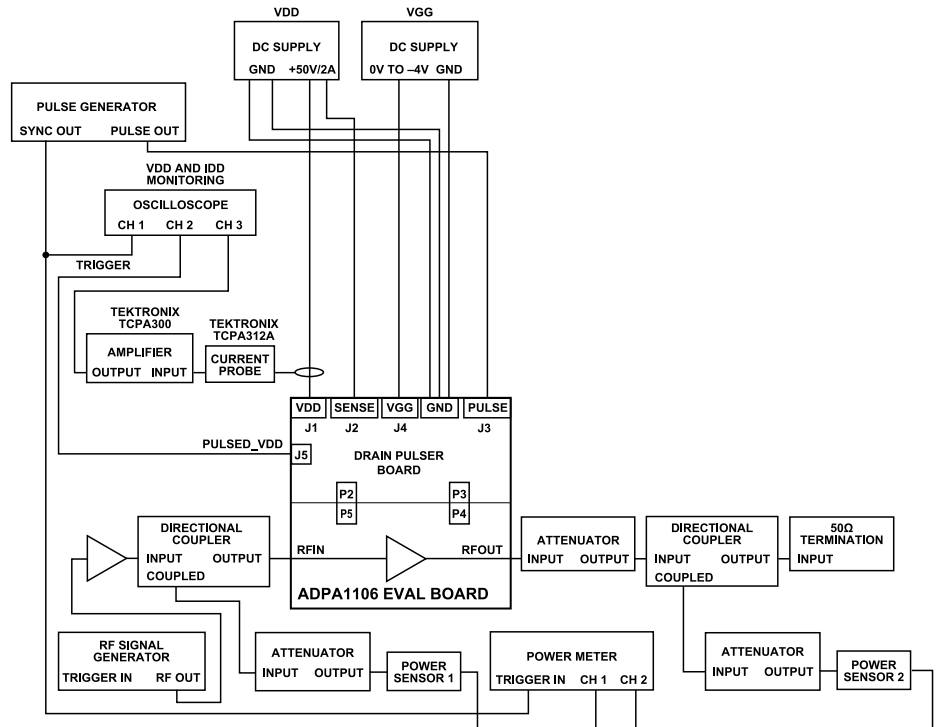 VDD
VGG
DC SUPPLY
GND +50V/2A
DC SUPPLY
0V TO –4V GND
PULSE GENERATOR
SYNC OUT PULSE OUT
VDD AND IDD
MONITORING
OSCILLOSCOPE
CH 1 CH 2 CH 3
TRIGGER
TEKTRONIX
TCPA300
AMPLIFIER
OUTPUT INPUT
TEKTRONIX
TCPA312A
CURRENT
PROBE
VDD SENSE VGG GND PULSE
J1 J2 J4 J3
PULSED_VDD
J5
DRAIN PULSER
BOARD
P2 P3
P5 P4
DIRECTIONAL
COUPLER
INPUT OUTPUT
COUPLED
RFIN
RFOUT
ADPA1106 EVAL BOARD
ATTENUATOR
INPUT OUTPUT
DIRECTIONAL
COUPLER
INPUT OUTPUT
COUPLED
50Ω
TERMINATION
INPUT
RF SIGNAL
GENERATOR
TRIGGER IN RF OUT
ATTENUATOR
INPUT OUTPUT
POWER
SENSOR 1
POWER METER
TRIGGER IN CH 1 CH 2
ATTENUATOR
INPUT OUTPUT
POWER
SENSOR 2